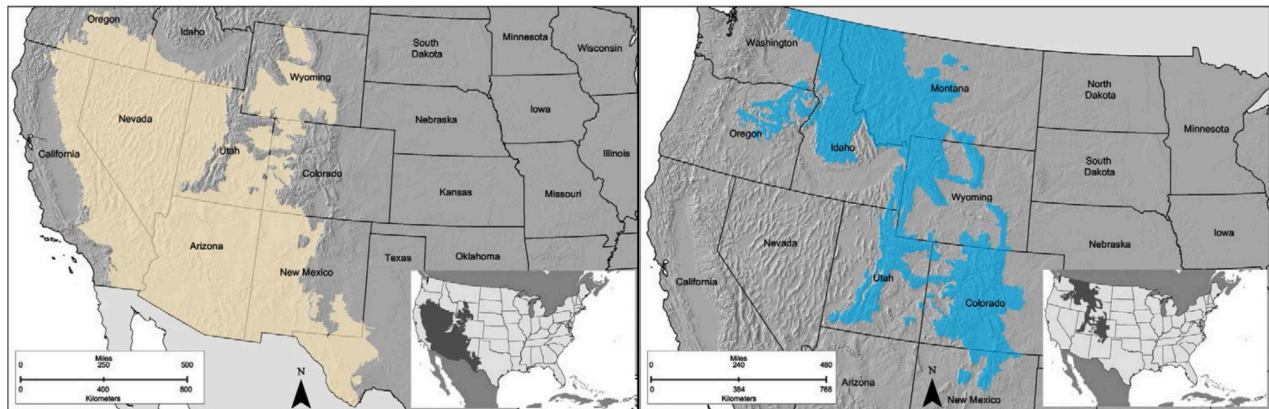 Oregon
Idaho
Wyoming
South
Dakota
Minnesota
Wisconsin
Nevada
Nebraska
Iowa
Illinois
California
Utah
Colorado
Kansas
Missouri
Arizona
New Mexico
Texas
Oklahoma
Miles
0 250 500
0 400 800
Kilometers
N
Washington
Montana
North
Dakota
Minnesota
Oregon
Idaho
South
Dakota
Wyoming
Nevada
Nebraska
Iowa
California
Utah
Colorado
Arizona
New Mexico
Miles
0 240 480
0 384 768
Kilometers
N